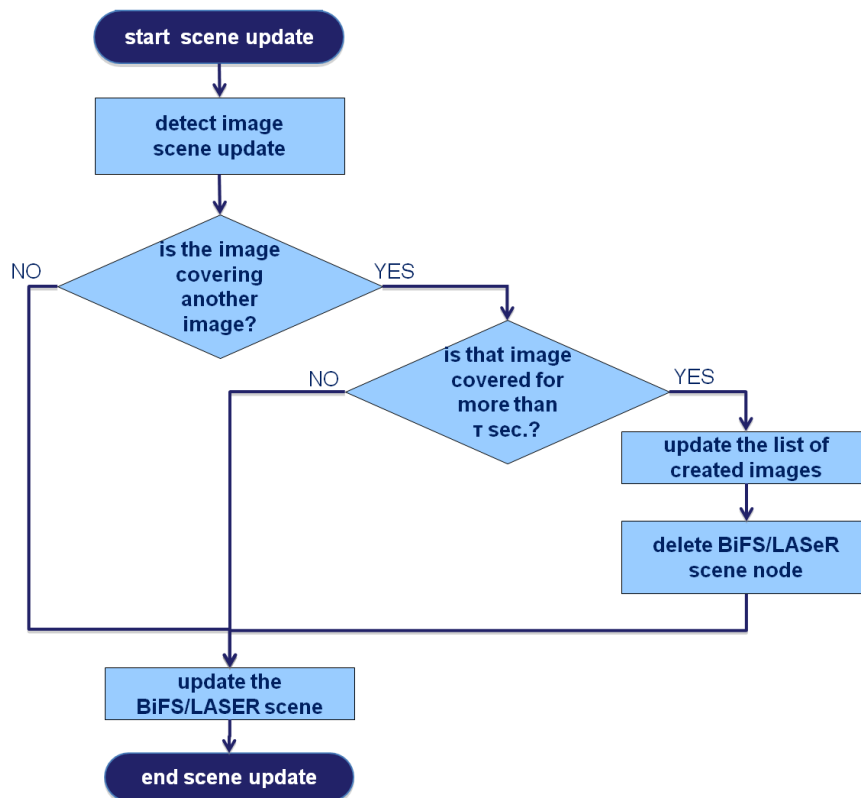 start scene update
detect image
scene update
is the image
covering
another
image?
NO
YES
is that image
covered for
more than
τ sec.?
NO
YES
update the list of
created images
delete BiFS/LASeR
scene node
update the
BiFS/LASER scene
end scene update